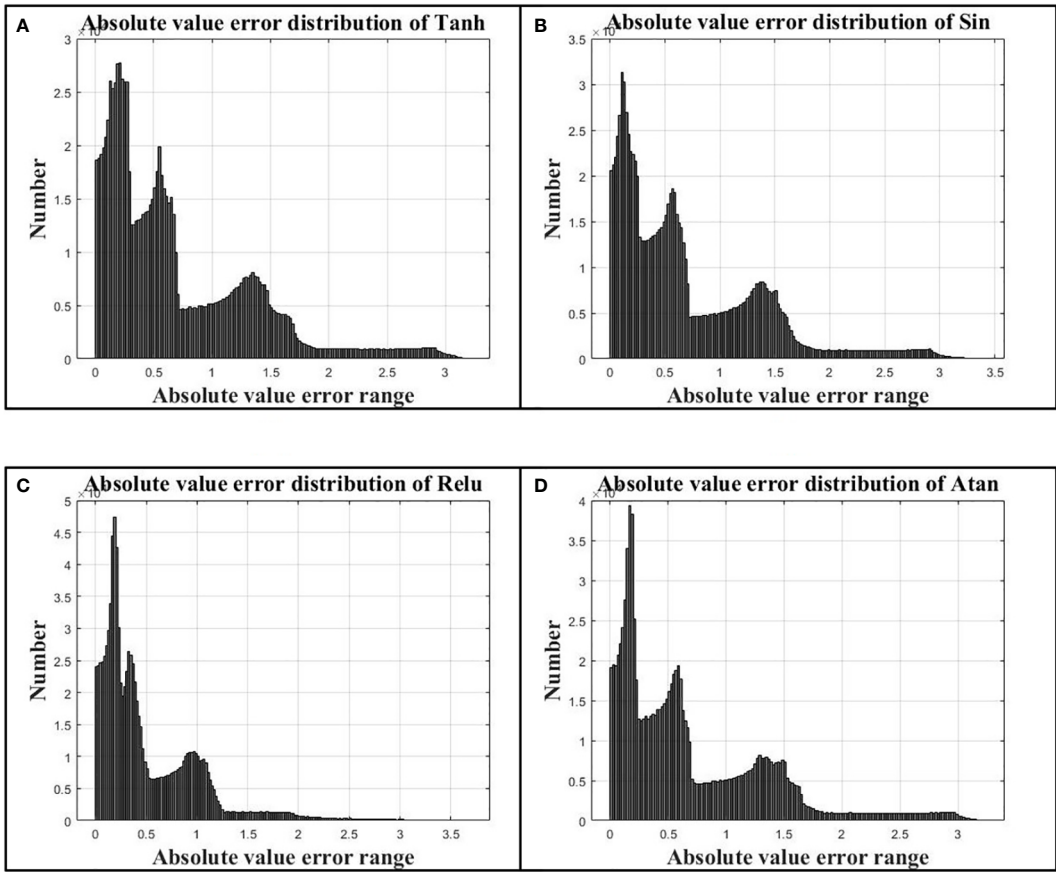 A
Absolute value error distribution of Tanh
×10
3
2.5
2
1.5
1
0.5
0
Number
0 0.5 1 1.5 2 2.5 3
Absolute value error range
B
Absolute value error distribution of Sin
×10
3.5
3
2.5
2
1.5
1
0.5
0
Number
0 0.5 1 1.5 2 2.5 3 3.5
Absolute value error range
C
Absolute value error distribution of Relu
×10
5
4.5
4
3.5
3
2.5
2
1.5
1
0.5
0
Number
0 0.5 1 1.5 2 2.5 3 3.5
Absolute value error range
D
Absolute value error distribution of Atan
×10
4
3.5
3
2.5
2
1.5
1
0.5
0
Number
0 0.5 1 1.5 2 2.5 3
Absolute value error range